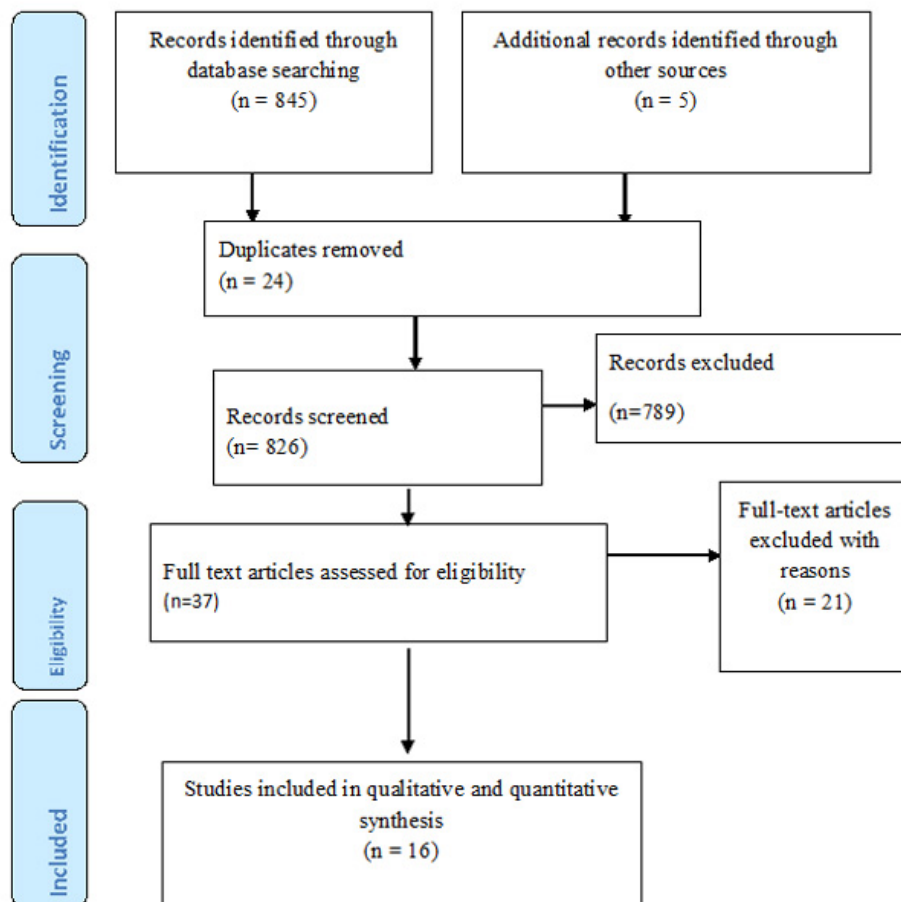 Identification
Records identified through
database searching
(n = 845)
Additional records identified through
other sources
(n = 5)
Duplicates removed
(n = 24)
Screening
Records screened
(n= 826)
Records excluded
(n=789)
Eligibility
Full text articles assessed for eligibility
(n=37)
Full-text articles
excluded with
reasons
(n = 21)
Included
Studies included in qualitative and quantitative
synthesis
(n = 16)